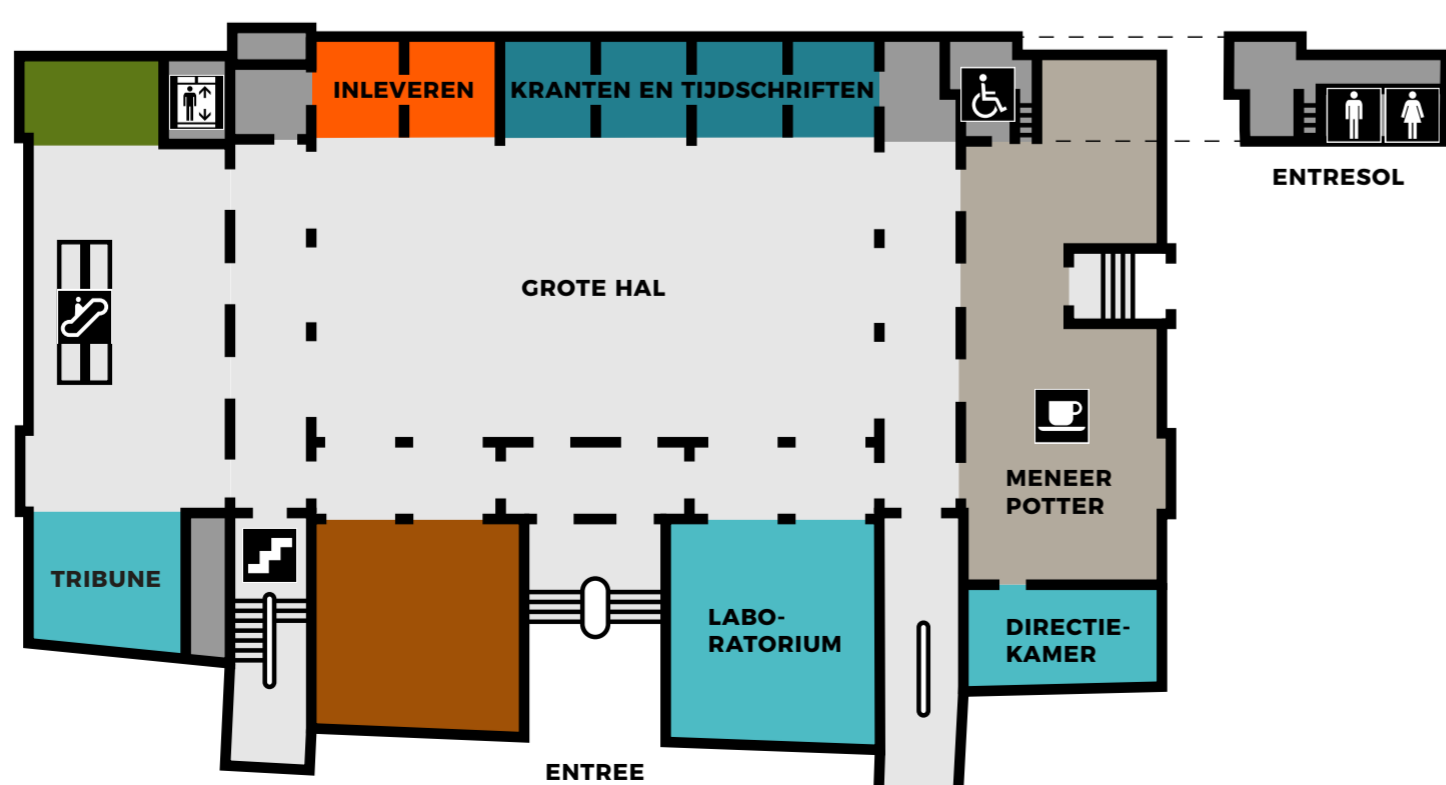 INLEVEREN
KRANTEN EN TIJDSCHRIFTEN
ENTRESOL
GROTE HAL
MENEER
POTTER
TRIBUNE
LABO-
RATORIUM
DIRECTIE-
KAMER
ENTREE